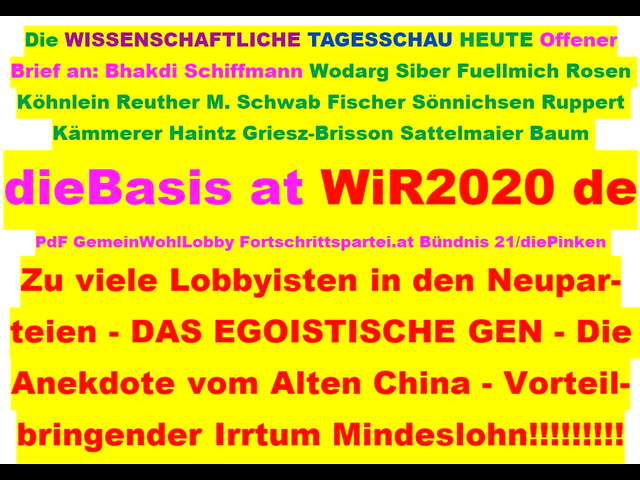 Die WISSENSCHAFTLICHE TAGESSCHAU HEUTE Offener
Brief an: Bhakdi Schiffmann Wodarg Siber Fuellmich Rosen
Köhnlein Reuther M. Schwab Fischer Sönnichsen Ruppert
Kämmerer Haintz Griesz-Brisson Sattelmaier Baum
dieBasis at WiR2020 de
PdF GemeinWohlLobby Fortschrittspartei.at Bündnis 21/diePinken
Zu viele Lobbyisten in den Neupar-
teien - DAS EGOISTISCHE GEN - Die
Anekdote vom Alten China - Vorteil-
bringender Irrtum Mindeslohn!!!!!!!!!